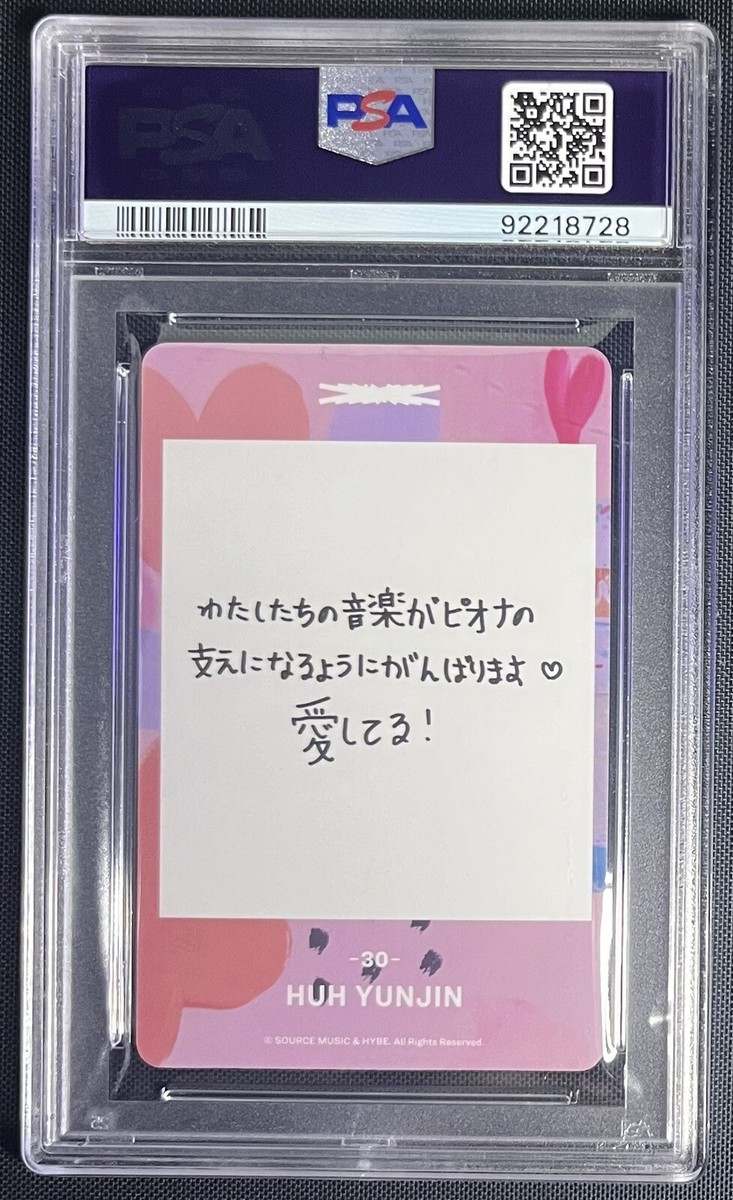 PSA
PSA
92218728
わたしたちの音楽がピオナの
支えになるようにがんばります♡
愛してる!
-30-
HUH YUNJIN
© SOURCE MUSIC & HYBE. All Rights Reserved.